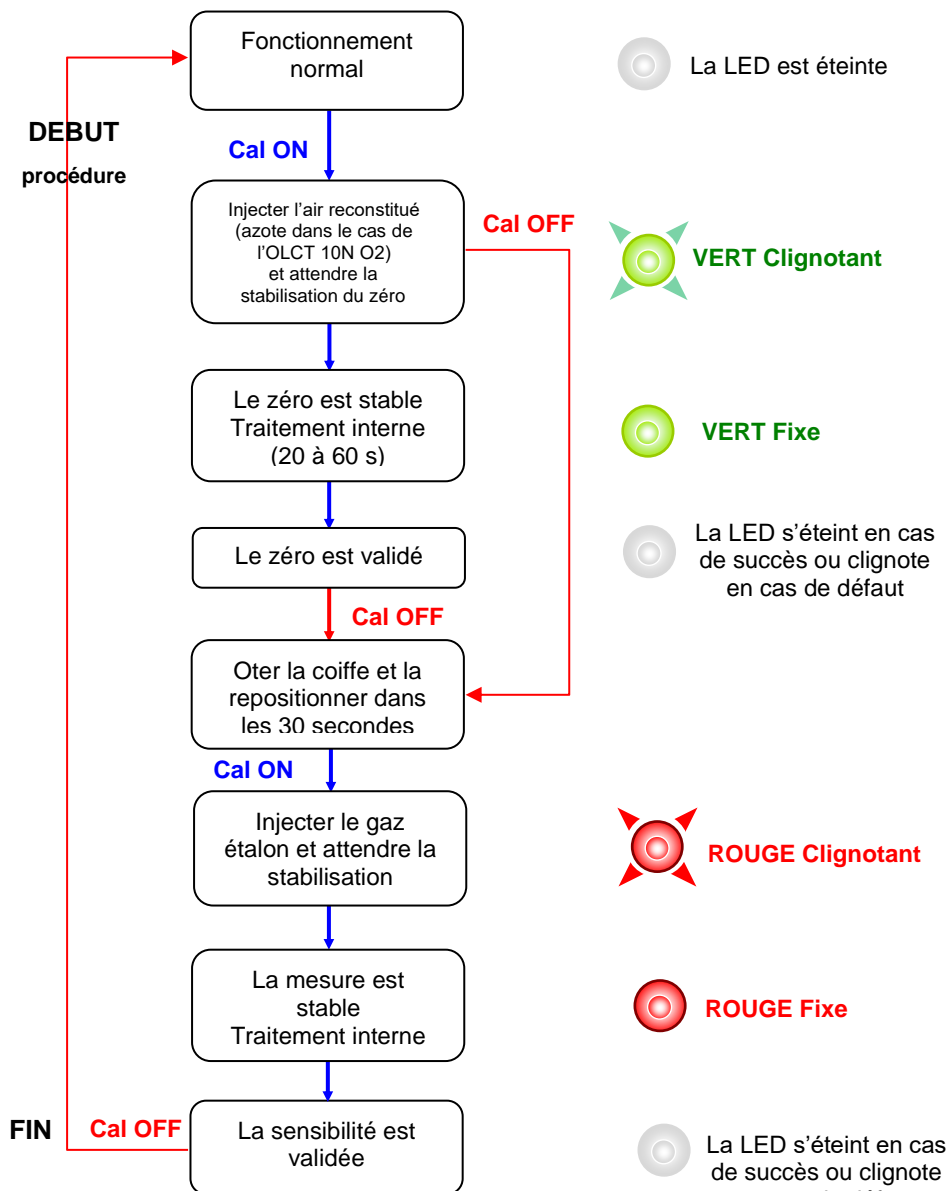 Fonctionnement
normal
La LED est éteinte
DEBUT
procédure
Cal ON
Injecter l’air reconstitué
(azote dans le cas de
l’OLCT 10N O2)
et attendre la
stabilisation du zéro
Cal OFF
VERT Clignotant
Le zéro est stable
Traitement interne
(20 à 60 s)
VERT Fixe
Le zéro est validé
La LED s’éteint en cas
de succès ou clignote
en cas de défaut
Cal OFF
Oter la coiffe et la
repositionner dans
les 30 secondes
Cal ON
Injecter le gaz
étalon et attendre la
stabilisation
ROUGE Clignotant
La mesure est
stable
Traitement interne
ROUGE Fixe
FIN
Cal OFF
La sensibilité est
validée
La LED s’éteint en cas
de succès ou clignote